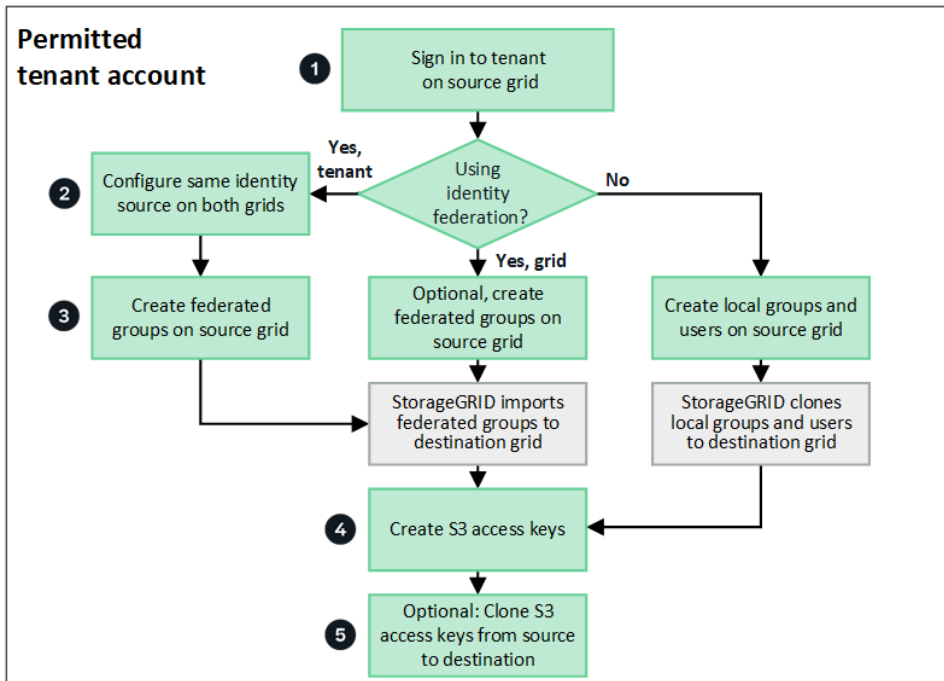 Permitted
tenant account
1
Sign in to tenant
on source grid
Using
identity
federation?
Yes,
tenant
No
Yes, grid
2
Configure same identity
source on both grids
3
Create federated
groups on source grid
Optional, create
federated groups on
source grid
Create local groups and
users on source grid
StorageGRID imports
federated groups to
destination grid
StorageGRID clones
local groups and users
to destination grid
4
Create S3 access keys
5
Optional: Clone S3
access keys from source
to destination